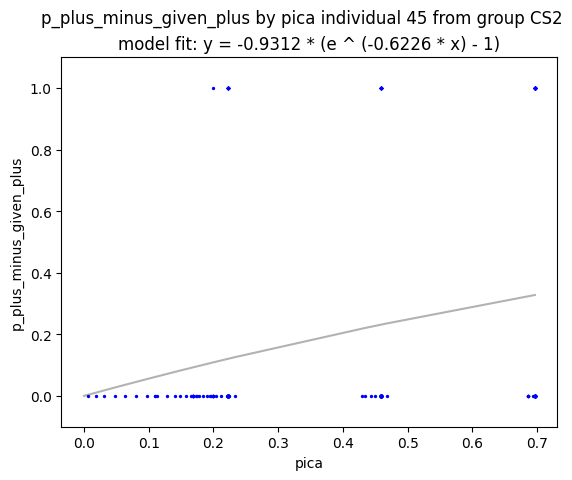 p_plus_minus_given_plus by pica individual 45 from group CS2
model fit: y = -0.9312 * (e ^ (-0.6226 * x) - 1)
1.0
0.8
0.6
0.4
0.2
0.0
p_plus_minus_given_plus
0.0 0.1 0.2 0.3 0.4 0.5 0.6 0.7
pica